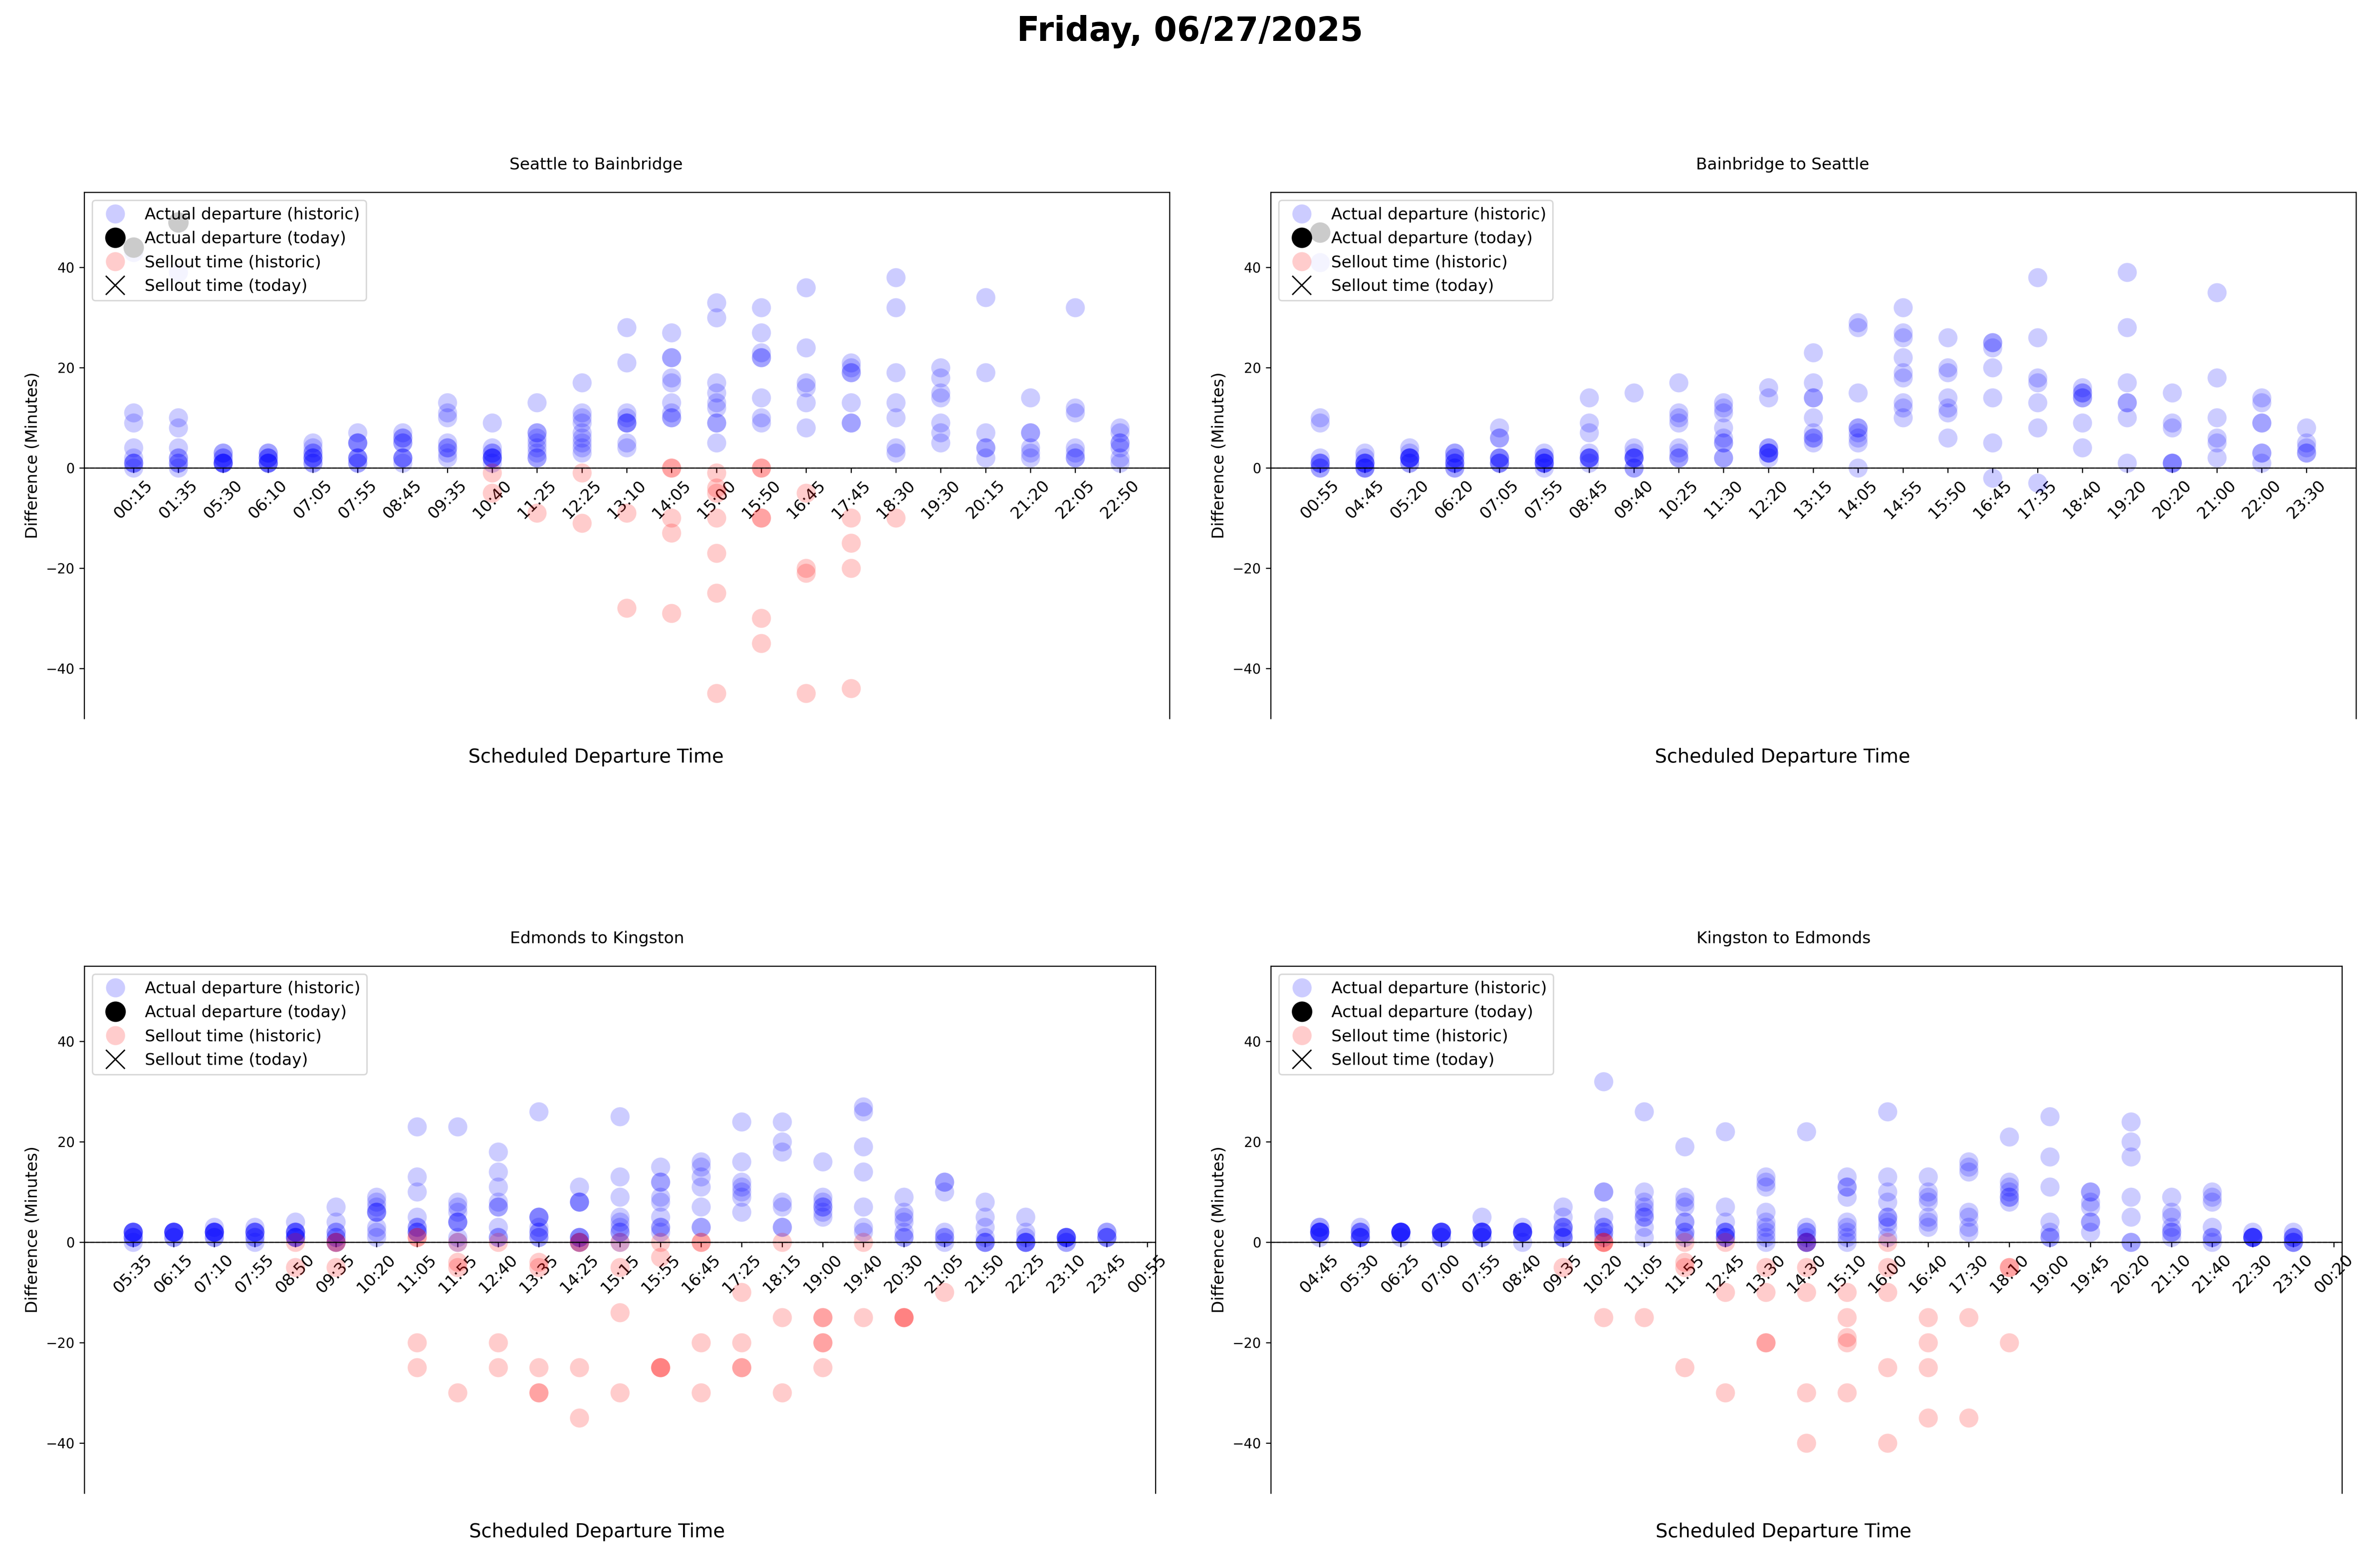 Friday, 06/27/2025
Seattle to Bainbridge
Actual departure (historic)
Actual departure (today)
Sellout time (historic)
Sellout time (today)
Difference (Minutes)
40
20
0
−20
−40
00:15 01:35 05:30 06:10 07:05 07:55 08:45 09:35 10:40 11:25 12:25 13:10 14:05 15:00 15:50 16:45 17:45 18:30 19:30 20:15 21:20 22:05 22:50
Scheduled Departure Time
Bainbridge to Seattle
Actual departure (historic)
Actual departure (today)
Sellout time (historic)
Sellout time (today)
Difference (Minutes)
40
20
0
−20
−40
00:55 04:45 05:20 06:20 07:05 07:55 08:45 09:40 10:25 11:30 12:20 13:15 14:05 14:55 15:50 16:45 17:35 18:40 19:20 20:20 21:00 22:00 23:30
Scheduled Departure Time
Edmonds to Kingston
Actual departure (historic)
Actual departure (today)
Sellout time (historic)
Sellout time (today)
Difference (Minutes)
40
20
0
−20
−40
05:35 06:15 07:10 07:55 08:50 09:35 10:20 11:05 11:55 12:40 13:35 14:25 15:15 15:55 16:45 17:25 18:15 19:00 19:40 20:30 21:05 21:50 22:25 23:10 23:45 00:55
Scheduled Departure Time
Kingston to Edmonds
Actual departure (historic)
Actual departure (today)
Sellout time (historic)
Sellout time (today)
Difference (Minutes)
40
20
0
−20
−40
04:45 05:30 06:25 07:00 07:55 08:40 09:35 10:20 11:05 11:55 12:45 13:30 14:30 15:10 16:00 16:40 17:30 18:10 19:00 19:45 20:20 21:10 21:40 22:30 23:10 00:20
Scheduled Departure Time